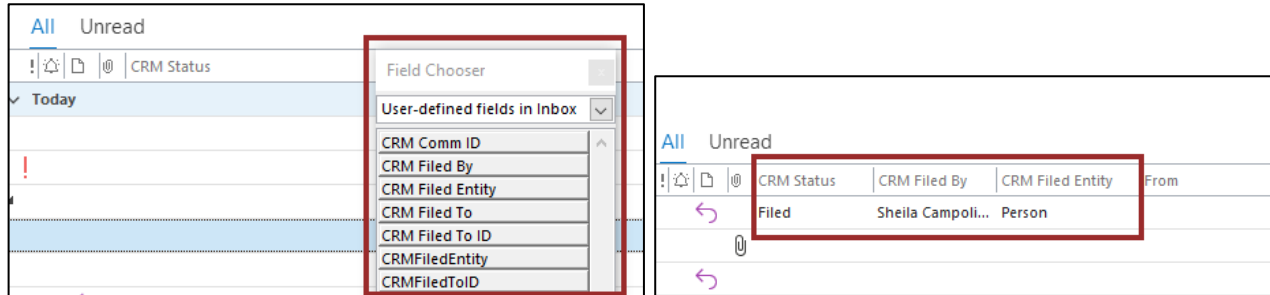 All Unread
! CRM Status
Today
!
Field Chooser
x
User-defined fields in Inbox
CRM Comm ID
CRM Filed By
CRM Filed Entity
CRM Filed To
CRM Filed To ID
CRMFiledEntity
CRMFiledToID
All Unread
! CRM Status CRM Filed By CRM Filed Entity From
Filed Sheila Campoli... Person